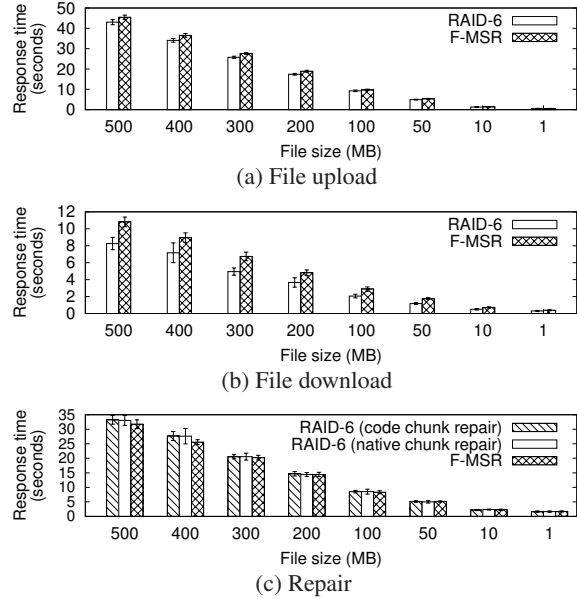 50
40
30
20
10
0
Response time
(seconds)
RAID-6
F-MSR
500 400 300 200 100 50 10 1
File size (MB)
(a) File upload
12
10
8
6
4
2
0
Response time
(seconds)
RAID-6
F-MSR
500 400 300 200 100 50 10 1
File size (MB)
(b) File download
35
30
25
20
15
10
5
0
Response time
(seconds)
RAID-6 (code chunk repair)
RAID-6 (native chunk repair)
F-MSR
500 400 300 200 100 50 10 1
File size (MB)
(c) Repair